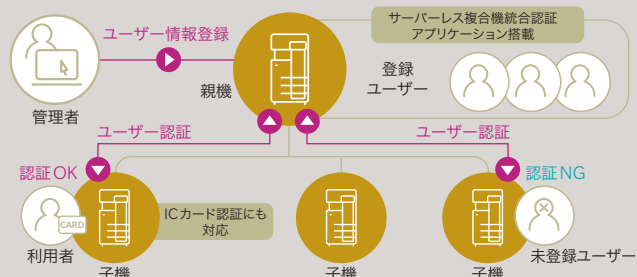 サーバーレス複合機統合認証
アプリケーション搭載
ユーザー情報登録
管理者
親機
登録
ユーザー
ユーザー認証
ユーザー認証
認証OK
認証NG
CARD
ICカード認証にも
対応
利用者
未登録ユーザー
子機
子機
子機